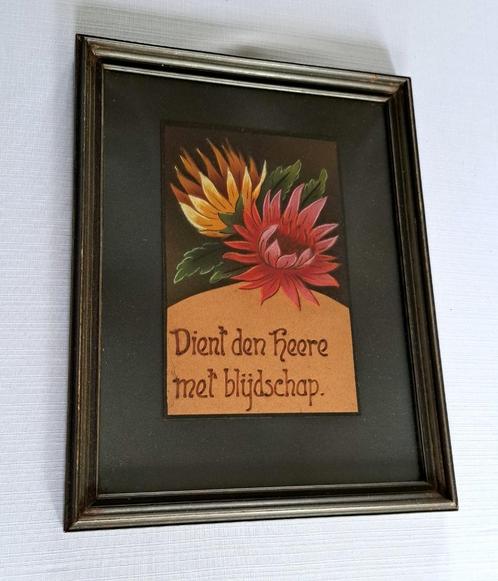 Dient den Heere
met blijdschap.